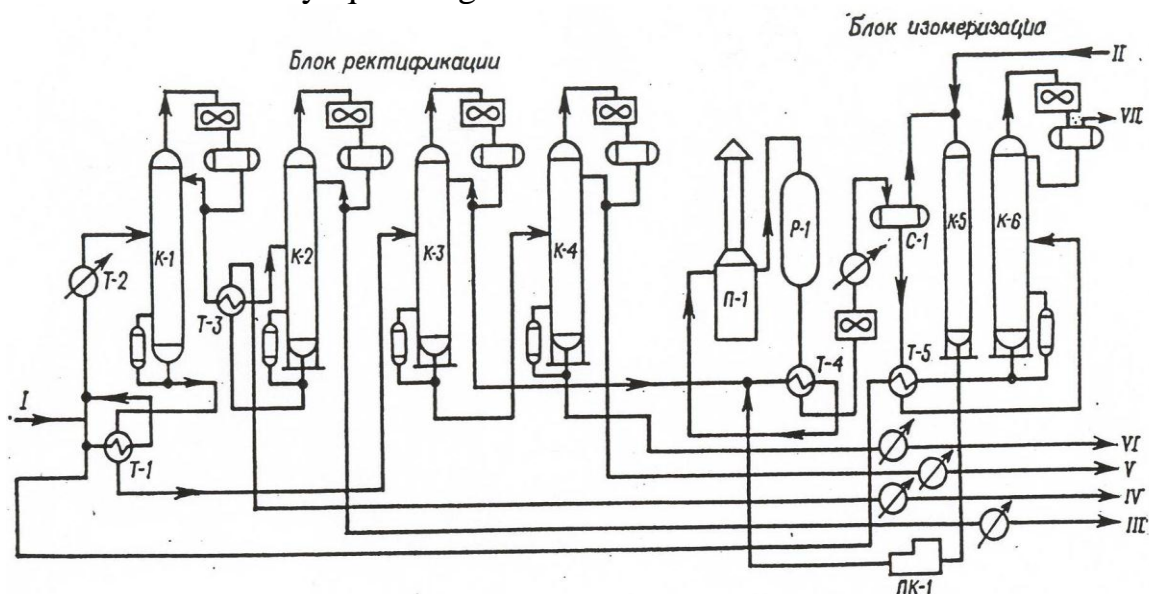 Блок изомеризации
Блок ректификации
II
VII
К-1
К-2
К-3
К-4
П-1
Р-1
С-1
К-5
К-6
Т-2
Т-3
Т-4
Т-5
I
Т-1
VI
V
IV
III
ПК-1